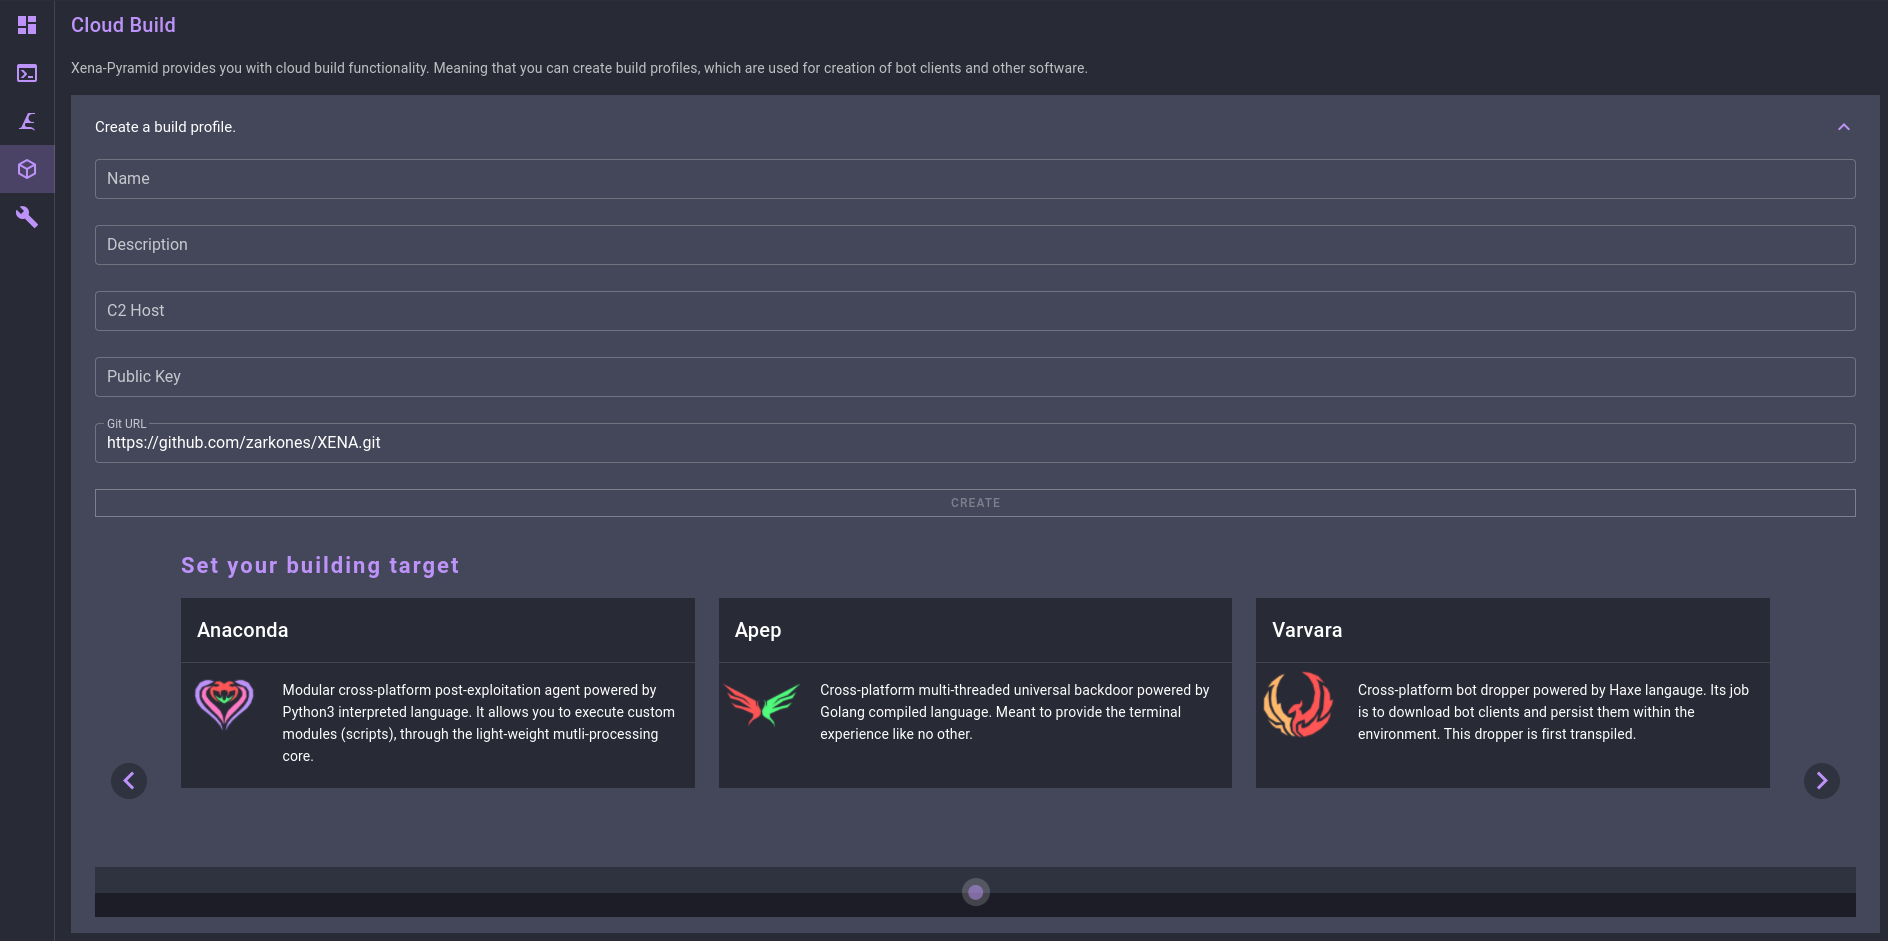 Cloud Build
Xena-Pyramid provides you with cloud build functionality. Meaning that you can create build profiles, which are used for creation of bot clients and other software.
Create a build profile.
Name
Description
C2 Host
Public Key
Git URL
https://github.com/zarkones/XENA.git
CREATE
Set your building target
Anaconda
Modular cross-platform post-exploitation agent powered by
Python3 interpreted language. It allows you to execute custom
modules (scripts), through the light-weight mutli-processing
core.
Apep
Cross-platform multi-threaded universal backdoor powered by
Golang compiled language. Meant to provide the terminal
experience like no other.
Varvara
Cross-platform bot dropper powered by Haxe langauge. Its job
is to download bot clients and persist them within the
environment. This dropper is first transpiled.